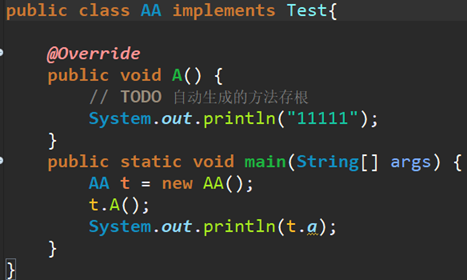 public class AA implements Test{
@Override
public void A() {
// TODO 自动生成的方法存根
System.out.println("11111");
}
public static void main(String[] args) {
AA t = new AA();
t.A();
System.out.println(t.a);
}
}